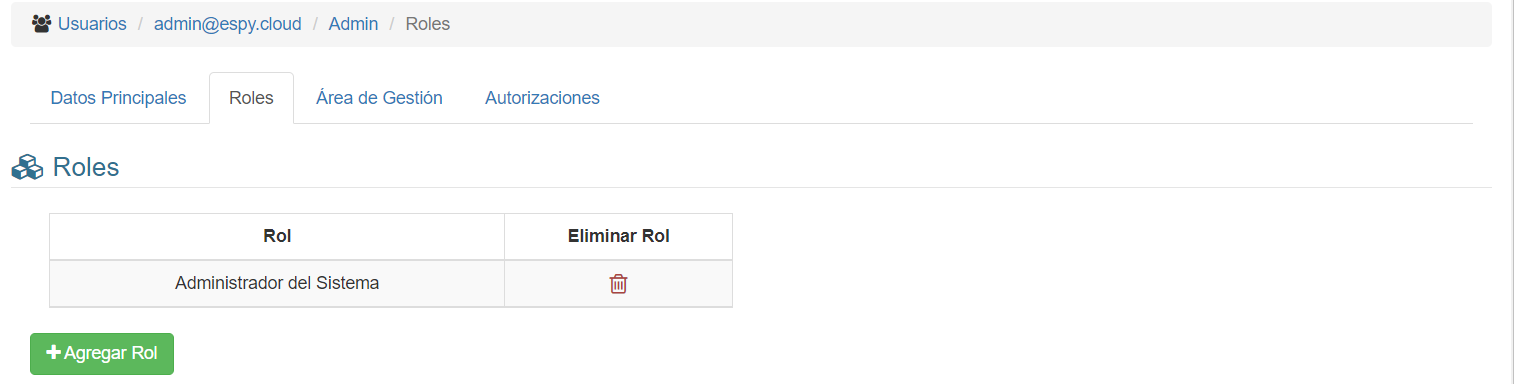 Usuarios / admin@espy.cloud / Admin / Roles
Datos Principales Roles Área de Gestión Autorizaciones
Roles
Rol Eliminar Rol
Administrador del Sistema
Agregar Rol